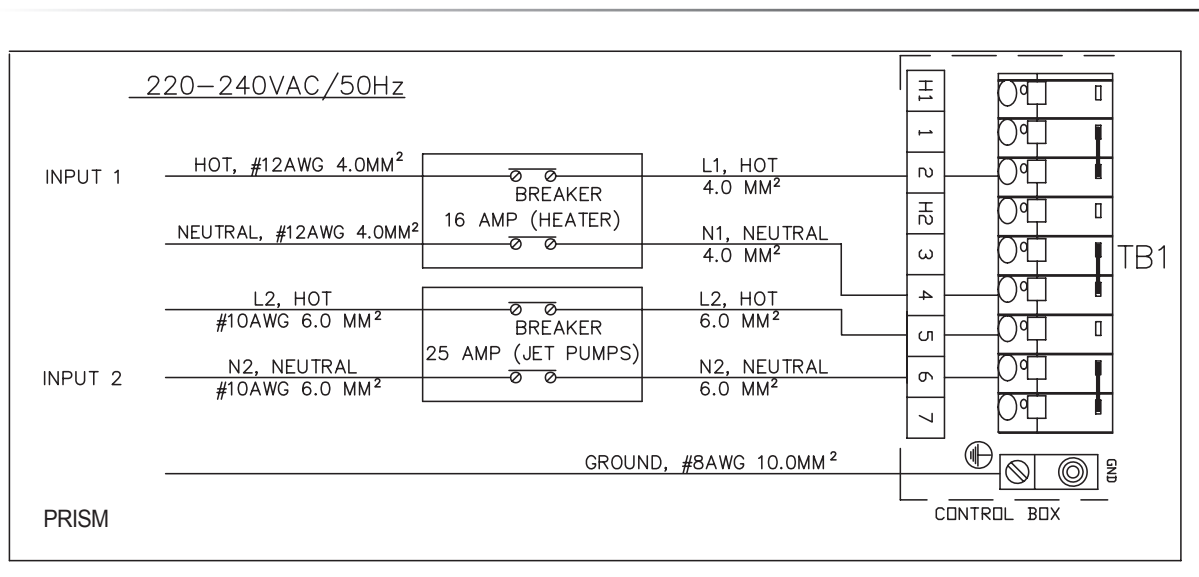 220-240VAC/50Hz
INPUT 1
HOT, #12AWG 4.0MM²
BREAKER
16 AMP (HEATER)
NEUTRAL, #12AWG 4.0MM²
L1, HOT
4.0 MM²
N1, NEUTRAL
4.0 MM²
L2, HOT
#10AWG 6.0 MM²
BREAKER
25 AMP (JET PUMPS)
L2, HOT
6.0 MM²
INPUT 2
N2, NEUTRAL
#10AWG 6.0 MM²
N2, NEUTRAL
6.0 MM²
GROUND, #8AWG 10.0MM²
H1
1
2
H2
3
4
5
6
7
TB1
GND
CONTROL BOX
PRISM